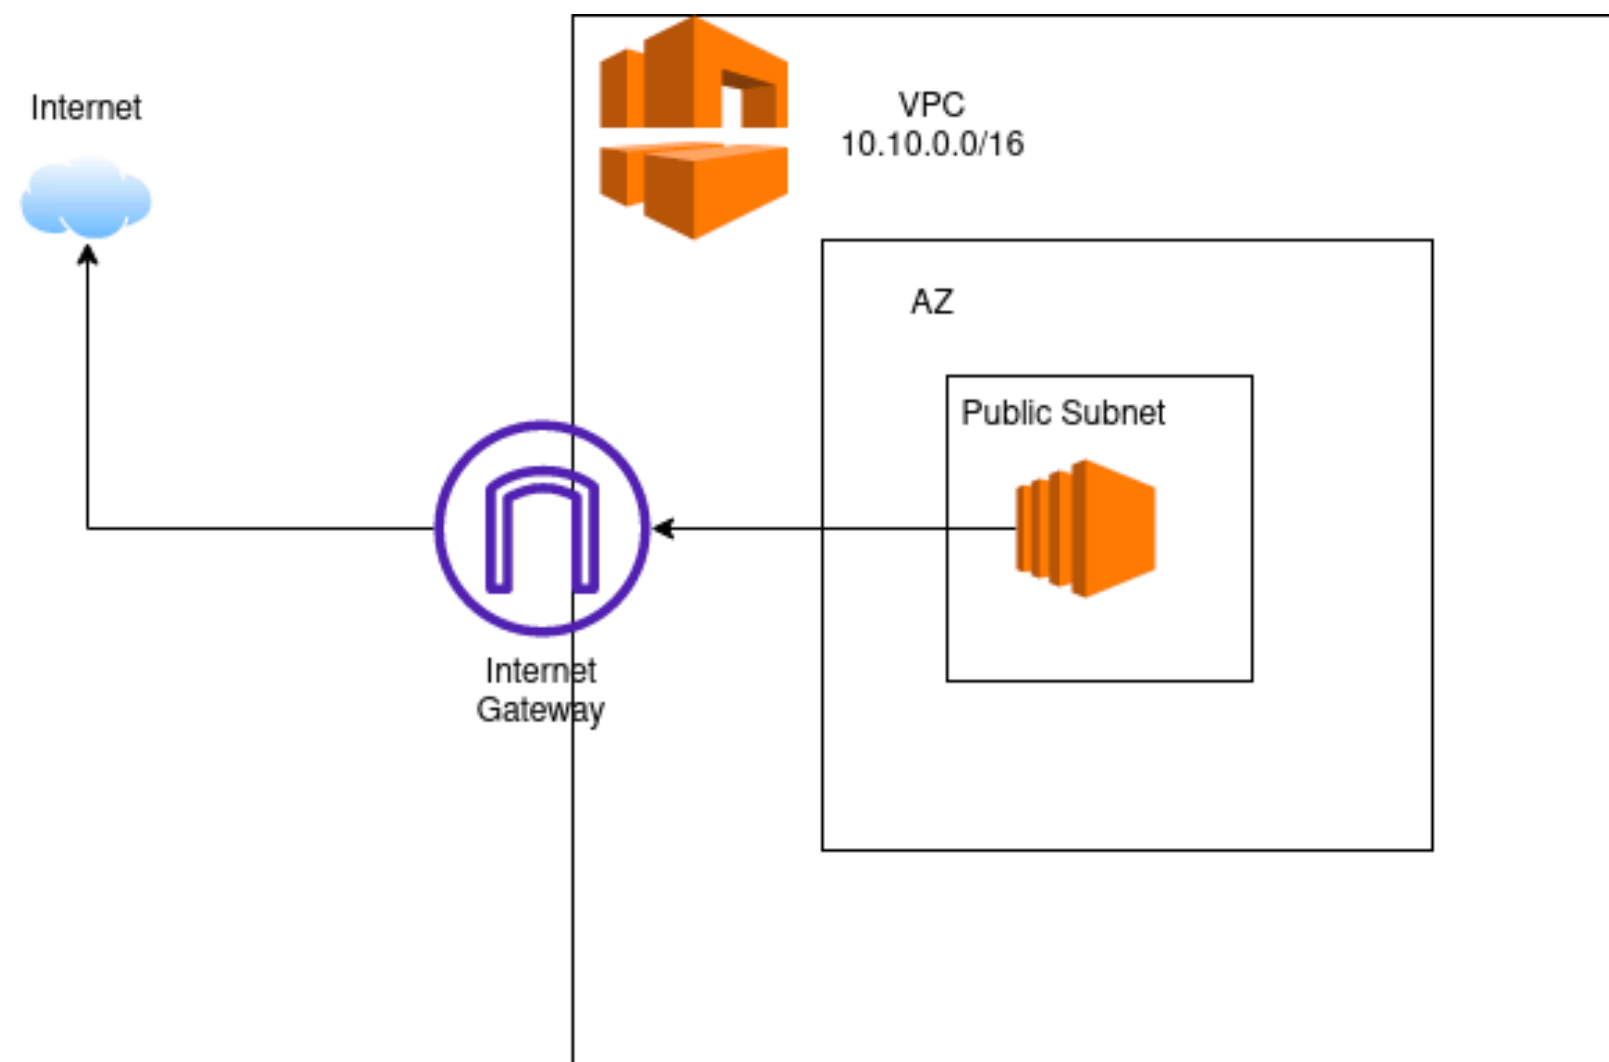 Internet
VPC
10.10.0.0/16
AZ
Public Subnet
Internet
Gateway